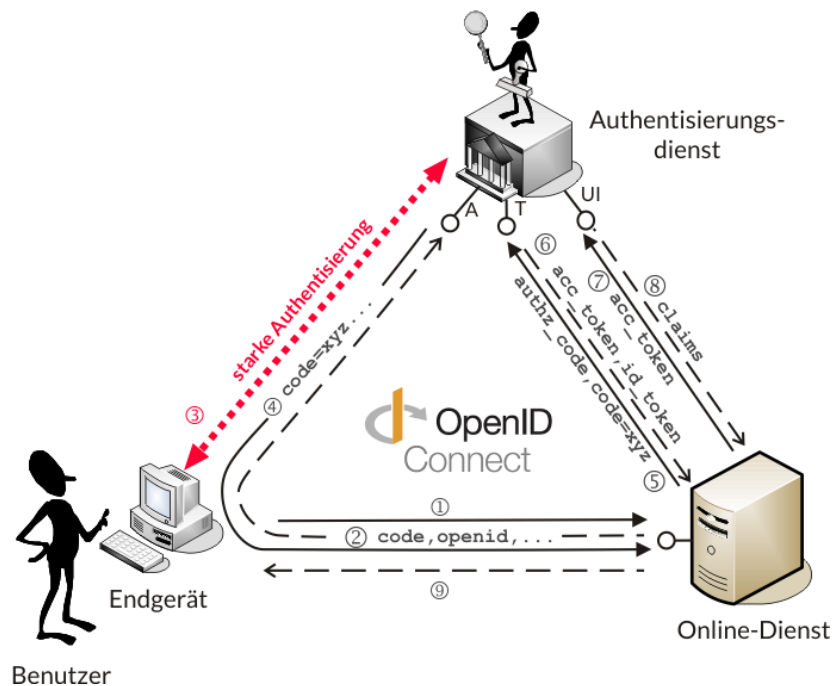 Authentisierungs-
dienst
A
T
UI
starke Authentisierung
③
④ code=xyz...
⑥ acc_token,id_token
authz_code,code=xyz
⑤
⑦ acc_token
⑧ claims
OpenID
Connect
①
② code,openid,...
⑨
Endgerät
Benutzer
Online-Dienst